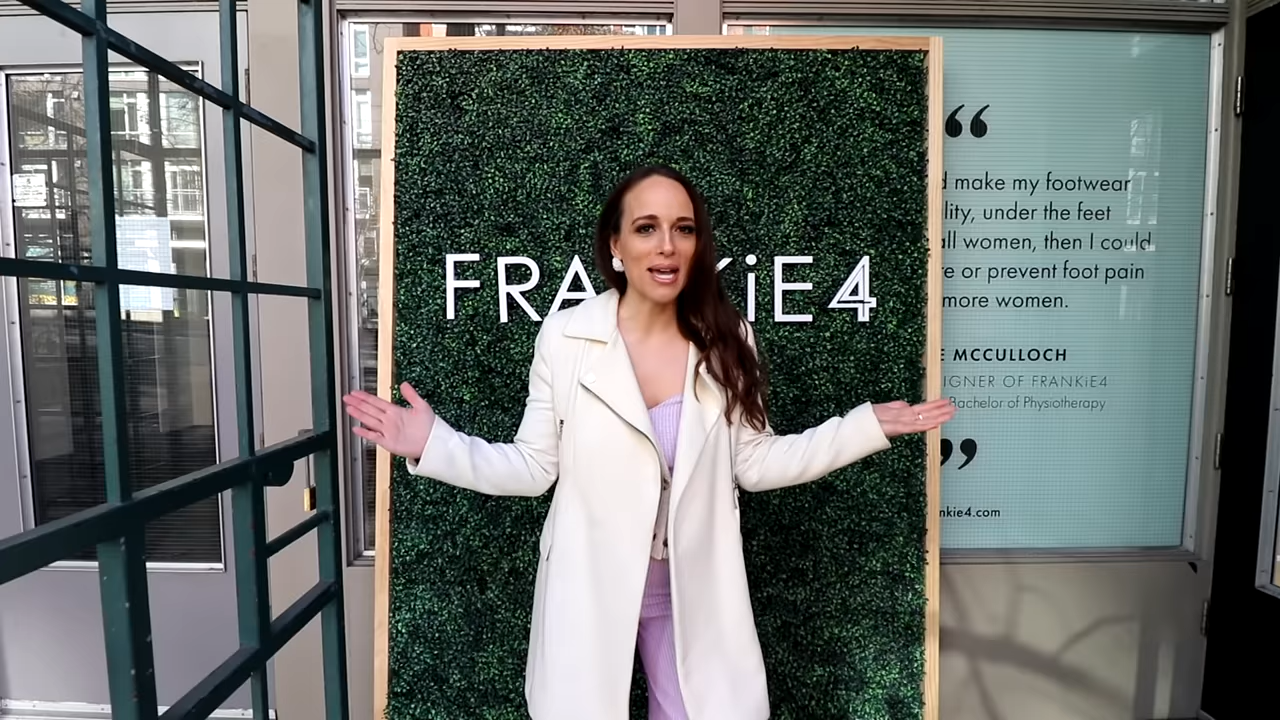 FRANKiE4
“
make my footwear
lity, under the feet
all women, then I could
re or prevent foot pain
more women.
E MCCULLOCH
IGNER OF FRANKiE4
Bachelor of Physiotherapy
”
nkie4.com